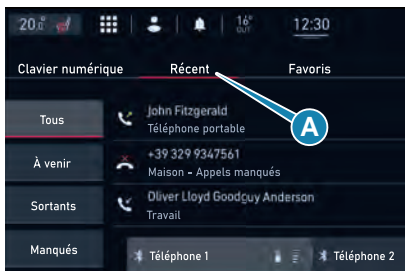 20.0°
16°
OUT
12:30
Clavier numérique Récent Favoris
Tous
John Fitzgerald
Téléphone portable
A
À venir
+39 329 9347561
Maison - Appels manqués
Sortants
Oliver Lloyd Goodguy Anderson
Travail
Manqués
Téléphone 1 Téléphone 2